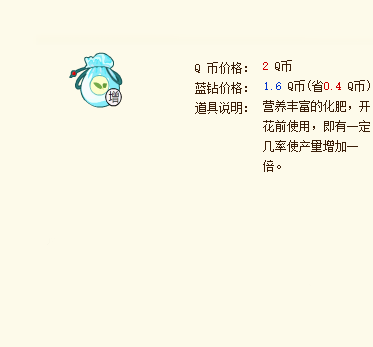 增
Q 币价格: 2 Q币
蓝钻价格: 1.6 Q币(省0.4 Q币)
道具说明: 营养丰富的化肥，开
花前使用，即有一定
几率使产量增加一
倍。